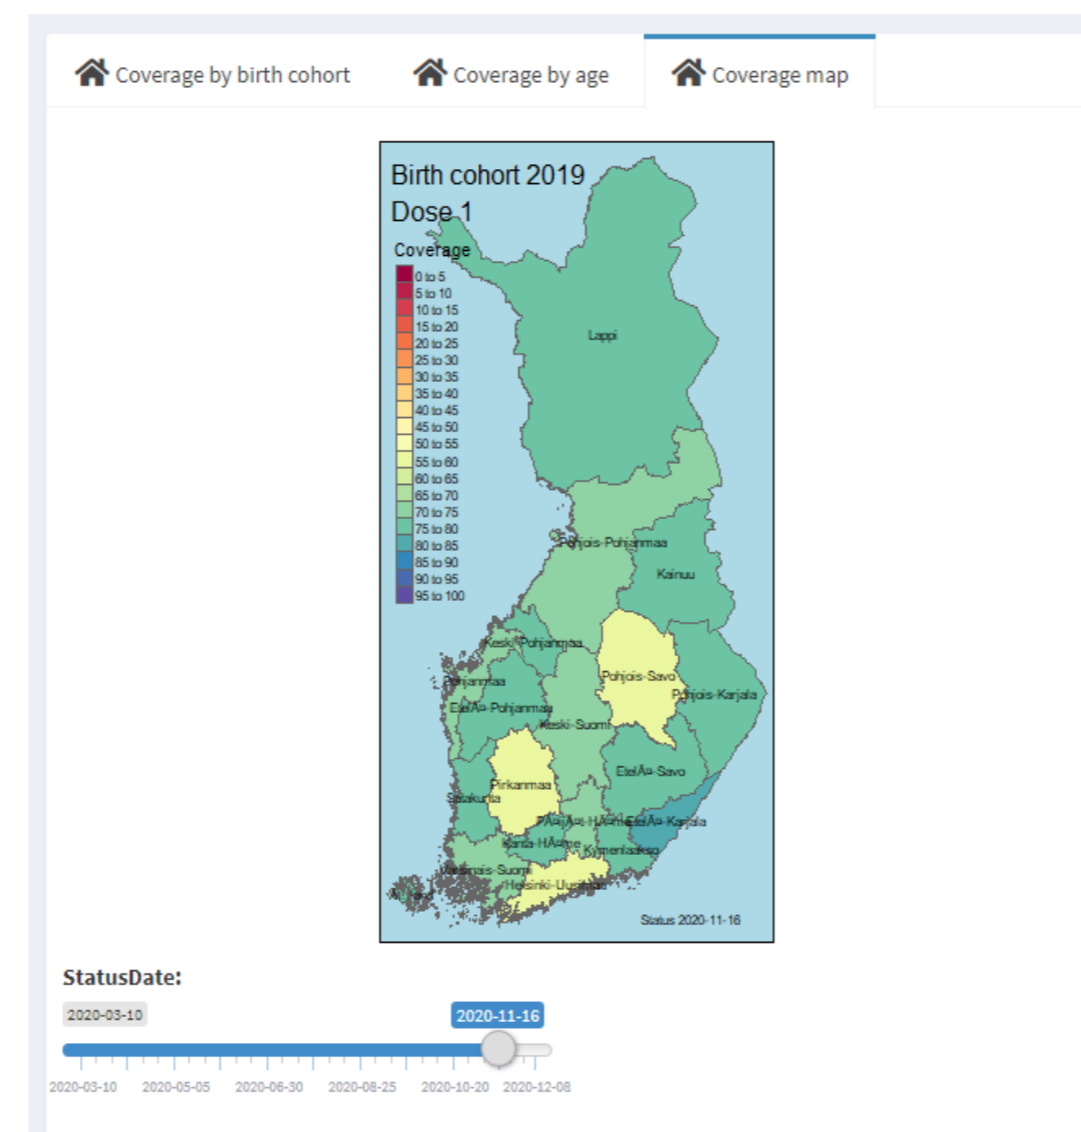 Coverage by birth cohort
Coverage by age
Coverage map
Birth cohort 2019
Dose 1
Coverage
0 to 5
5 to 10
10 to 15
15 to 20
20 to 25
25 to 30
30 to 35
35 to 40
40 to 45
45 to 50
50 to 55
55 to 60
60 to 65
65 to 70
70 to 75
75 to 80
80 to 85
85 to 90
90 to 95
95 to 100
Lappi
Pohjois-Pohjanmaa
Kainuu
Keski-Pohjanmaa
Pohjanmaa
Pohjois-Savo
Pohjois-Karjala
EtelÃ¤-Pohjanmaa
Keski-Suomi
EtelÃ¤-Savo
Pirkanmaa
Satakunta
PÃ¤ijÃ¤t-HÃ¤me
EtelÃ¤-Karjala
Kanta-HÃ¤me
Kymenlaakso
Varsinais-Suomi
Helsinki-Uusimaa
Status 2020-11-16
StatusDate:
2020-03-10
2020-11-16
2020-03-10
2020-05-05
2020-06-30
2020-08-25
2020-10-20
2020-12-08